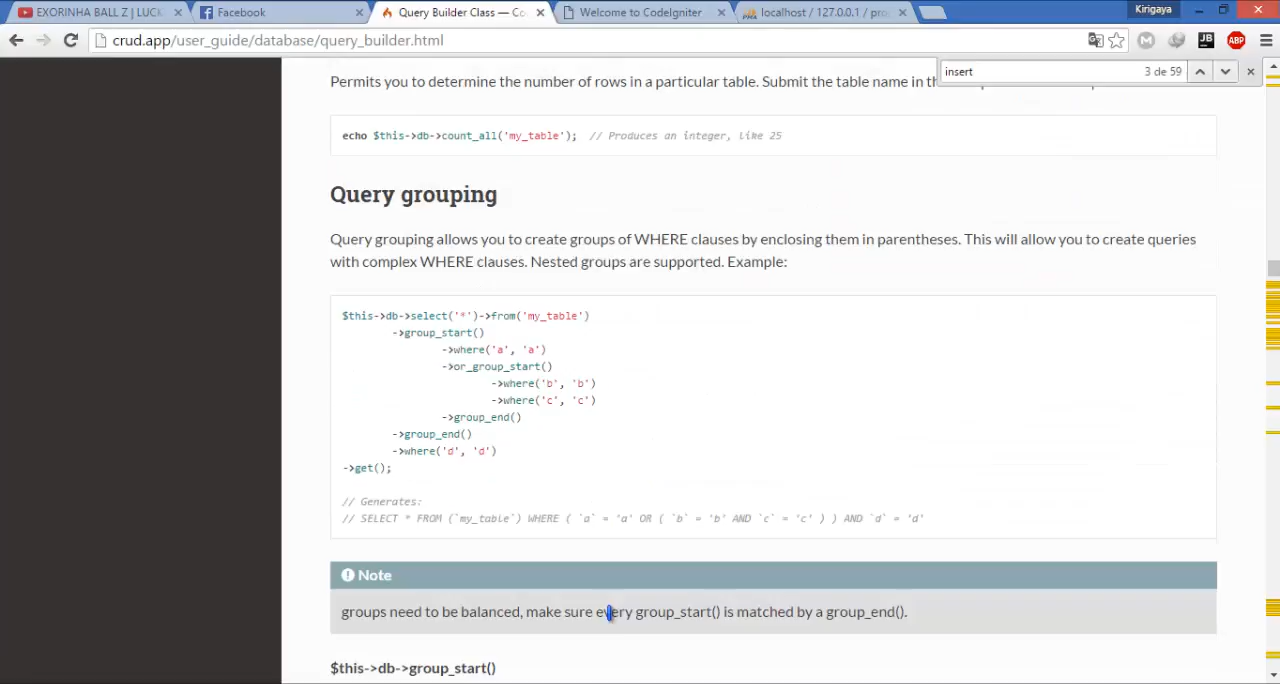 EXORINHA BALL Z | LUCK
Facebook
Query Builder Class — Co
Welcome to CodeIgniter
localhost / 127.0.0.1 / pro
Kirigaya
crud.app/user_guide/database/query_builder.html
insert 3 de 59
Permits you to determine the number of rows in a particular table. Submit the table name in the
echo $this->db->count_all('my_table');  // Produces an integer, like 25
Query grouping
Query grouping allows you to create groups of WHERE clauses by enclosing them in parentheses. This will allow you to create queries
with complex WHERE clauses. Nested groups are supported. Example:
$this->db->select('*')->from('my_table')
->group_start()
->where('a', 'a')
->or_group_start()
->where('b', 'b')
->where('c', 'c')
->group_end()
->group_end()
->where('d', 'd')
->get();
// Generates:
// SELECT * FROM (`my_table`) WHERE ( `a` = 'a' OR ( `b` = 'b' AND `c` = 'c' ) ) AND `d` = 'd'
Note
groups need to be balanced, make sure every group_start() is matched by a group_end().
$this->db->group_start()